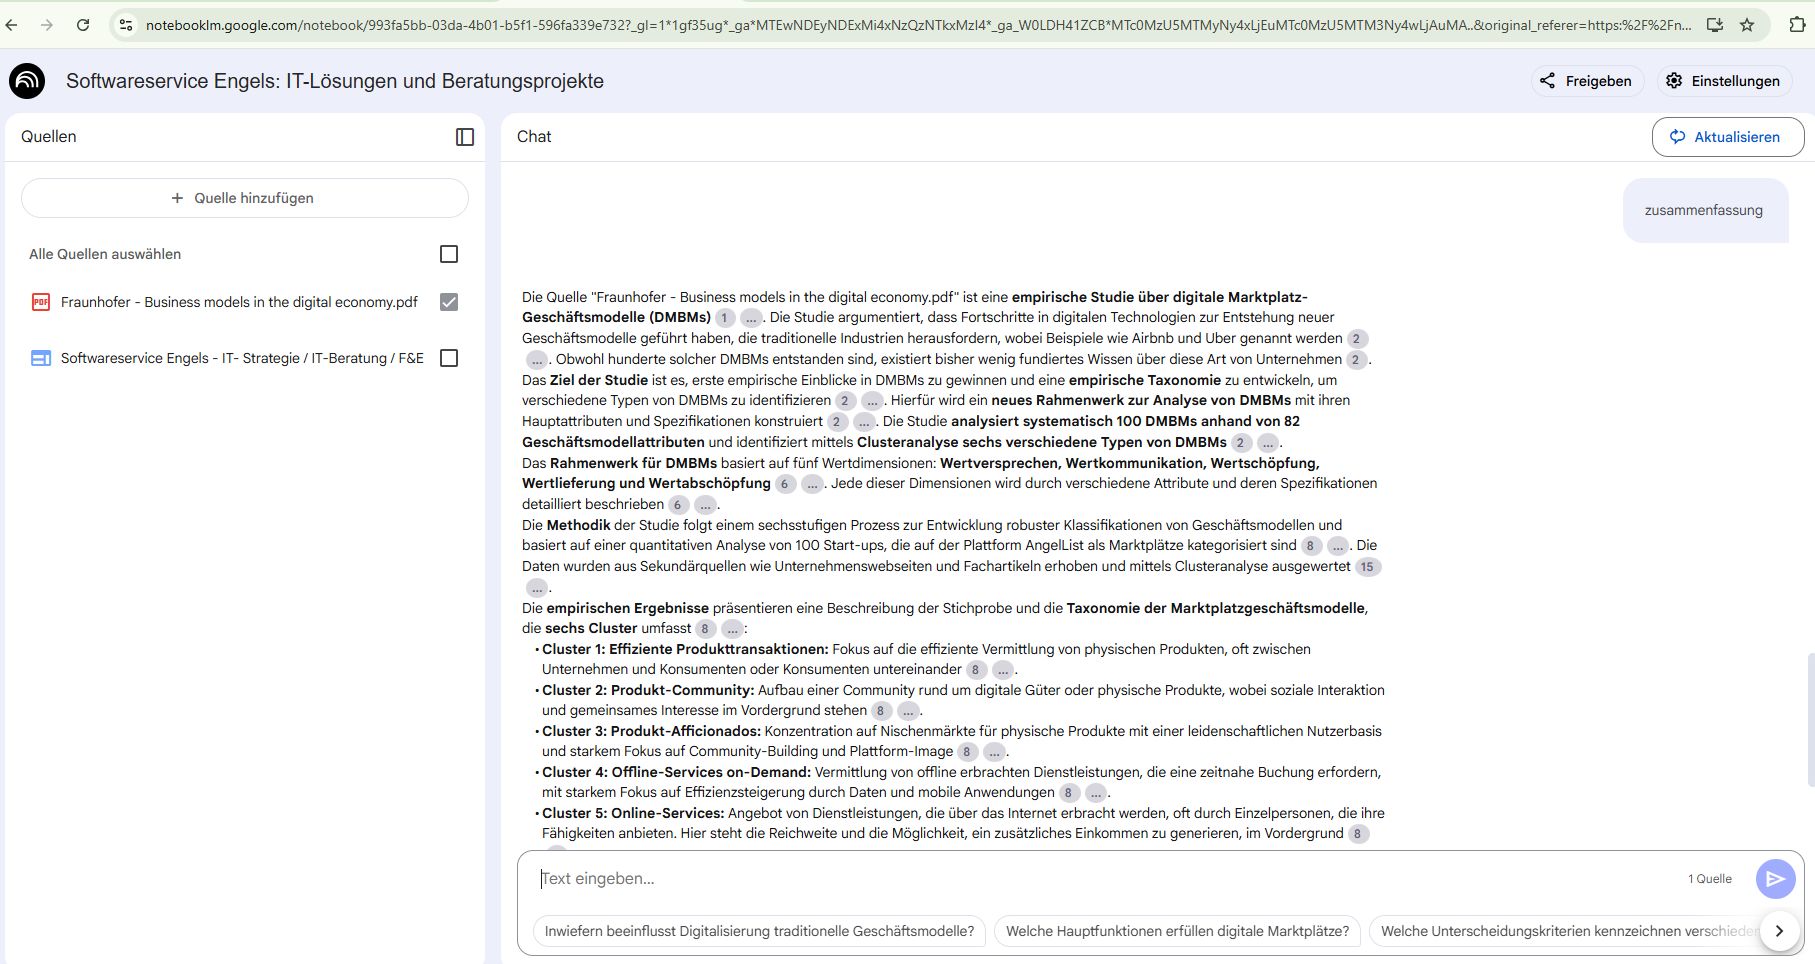 notebooklm.google.com/notebook/993fa5bb-03da-4b01-b5f1-596fa339e732?_gl=1*1gf35ug*_ga*MTEwNDEyNDExMi4xNzQzNTkxMzI4*_ga_W0LDH41ZCB*MTc0MzU5MTMyNy4xLjEuMTc0MzU5MTM3Ny4wLjAuMA..&original_referer=https:%2F%2Fn...
Softwareservice Engels: IT-Lösungen und Beratungsprojekte
Freigeben
Einstellungen
Quellen
Chat
Aktualisieren
+ Quelle hinzufügen
Alle Quellen auswählen
PDF Fraunhofer - Business models in the digital economy.pdf
Softwareservice Engels - IT- Strategie / IT-Beratung / F&E
zusammenfassung
Die Quelle "Fraunhofer - Business models in the digital economy.pdf" ist eine empirische Studie über digitale Marktplatz-
Geschäftsmodelle (DMBMs) 1 ... . Die Studie argumentiert, dass Fortschritte in digitalen Technologien zur Entstehung neuer
Geschäftsmodelle geführt haben, die traditionelle Industrien herausfordern, wobei Beispiele wie Airbnb und Uber genannt werden 2
... . Obwohl hunderte solcher DMBMs entstanden sind, existiert bisher wenig fundiertes Wissen über diese Art von Unternehmen 2 .
Das Ziel der Studie ist es, erste empirische Einblicke in DMBMs zu gewinnen und eine empirische Taxonomie zu entwickeln, um
verschiedene Typen von DMBMs zu identifizieren 2 ... . Hierfür wird ein neues Rahmenwerk zur Analyse von DMBMs mit ihren
Hauptattributen und Spezifikationen konstruiert 2 ... . Die Studie analysiert systematisch 100 DMBMs anhand von 82
Geschäftsmodellattributen und identifiziert mittels Clusteranalyse sechs verschiedene Typen von DMBMs 2 ... .
Das Rahmenwerk für DMBMs basiert auf fünf Wertdimensionen: Wertversprechen, Wertkommunikation, Wertschöpfung,
Wertlieferung und Wertabschöpfung 6 ... . Jede dieser Dimensionen wird durch verschiedene Attribute und deren Spezifikationen
detailliert beschrieben 6 ... .
Die Methodik der Studie folgt einem sechsstufigen Prozess zur Entwicklung robuster Klassifikationen von Geschäftsmodellen und
basiert auf einer quantitativen Analyse von 100 Start-ups, die auf der Plattform AngelList als Marktplätze kategorisiert sind 8 ... . Die
Daten wurden aus Sekundärquellen wie Unternehmenswebseiten und Fachartikeln erhoben und mittels Clusteranalyse ausgewertet 15
... .
Die empirischen Ergebnisse präsentieren eine Beschreibung der Stichprobe und die Taxonomie der Marktplatzgeschäftsmodelle,
die sechs Cluster umfasst 8 ... :
• Cluster 1: Effiziente Produkttransaktionen: Fokus auf die effiziente Vermittlung von physischen Produkten, oft zwischen
Unternehmen und Konsumenten oder Konsumenten untereinander 8 ... .
• Cluster 2: Produkt-Community: Aufbau einer Community rund um digitale Güter oder physische Produkte, wobei soziale Interaktion
und gemeinsames Interesse im Vordergrund stehen 8 ... .
• Cluster 3: Produkt-Afficionados: Konzentration auf Nischenmärkte für physische Produkte mit einer leidenschaftlichen Nutzerbasis
und starkem Fokus auf Community-Building und Plattform-Image 8 ... .
• Cluster 4: Offline-Services on-Demand: Vermittlung von offline erbrachten Dienstleistungen, die eine zeitnahe Buchung erfordern,
mit starkem Fokus auf Effizienzsteigerung durch Daten und mobile Anwendungen 8 ... .
• Cluster 5: Online-Services: Angebot von Dienstleistungen, die über das Internet erbracht werden, oft durch Einzelpersonen, die ihre
Fähigkeiten anbieten. Hier steht die Reichweite und die Möglichkeit, ein zusätzliches Einkommen zu generieren, im Vordergrund 8
Text eingeben...
1 Quelle
Inwiefern beeinflusst Digitalisierung traditionelle Geschäftsmodelle?
Welche Hauptfunktionen erfüllen digitale Marktplätze?
Welche Unterscheidungskriterien kennzeichnen verschieden